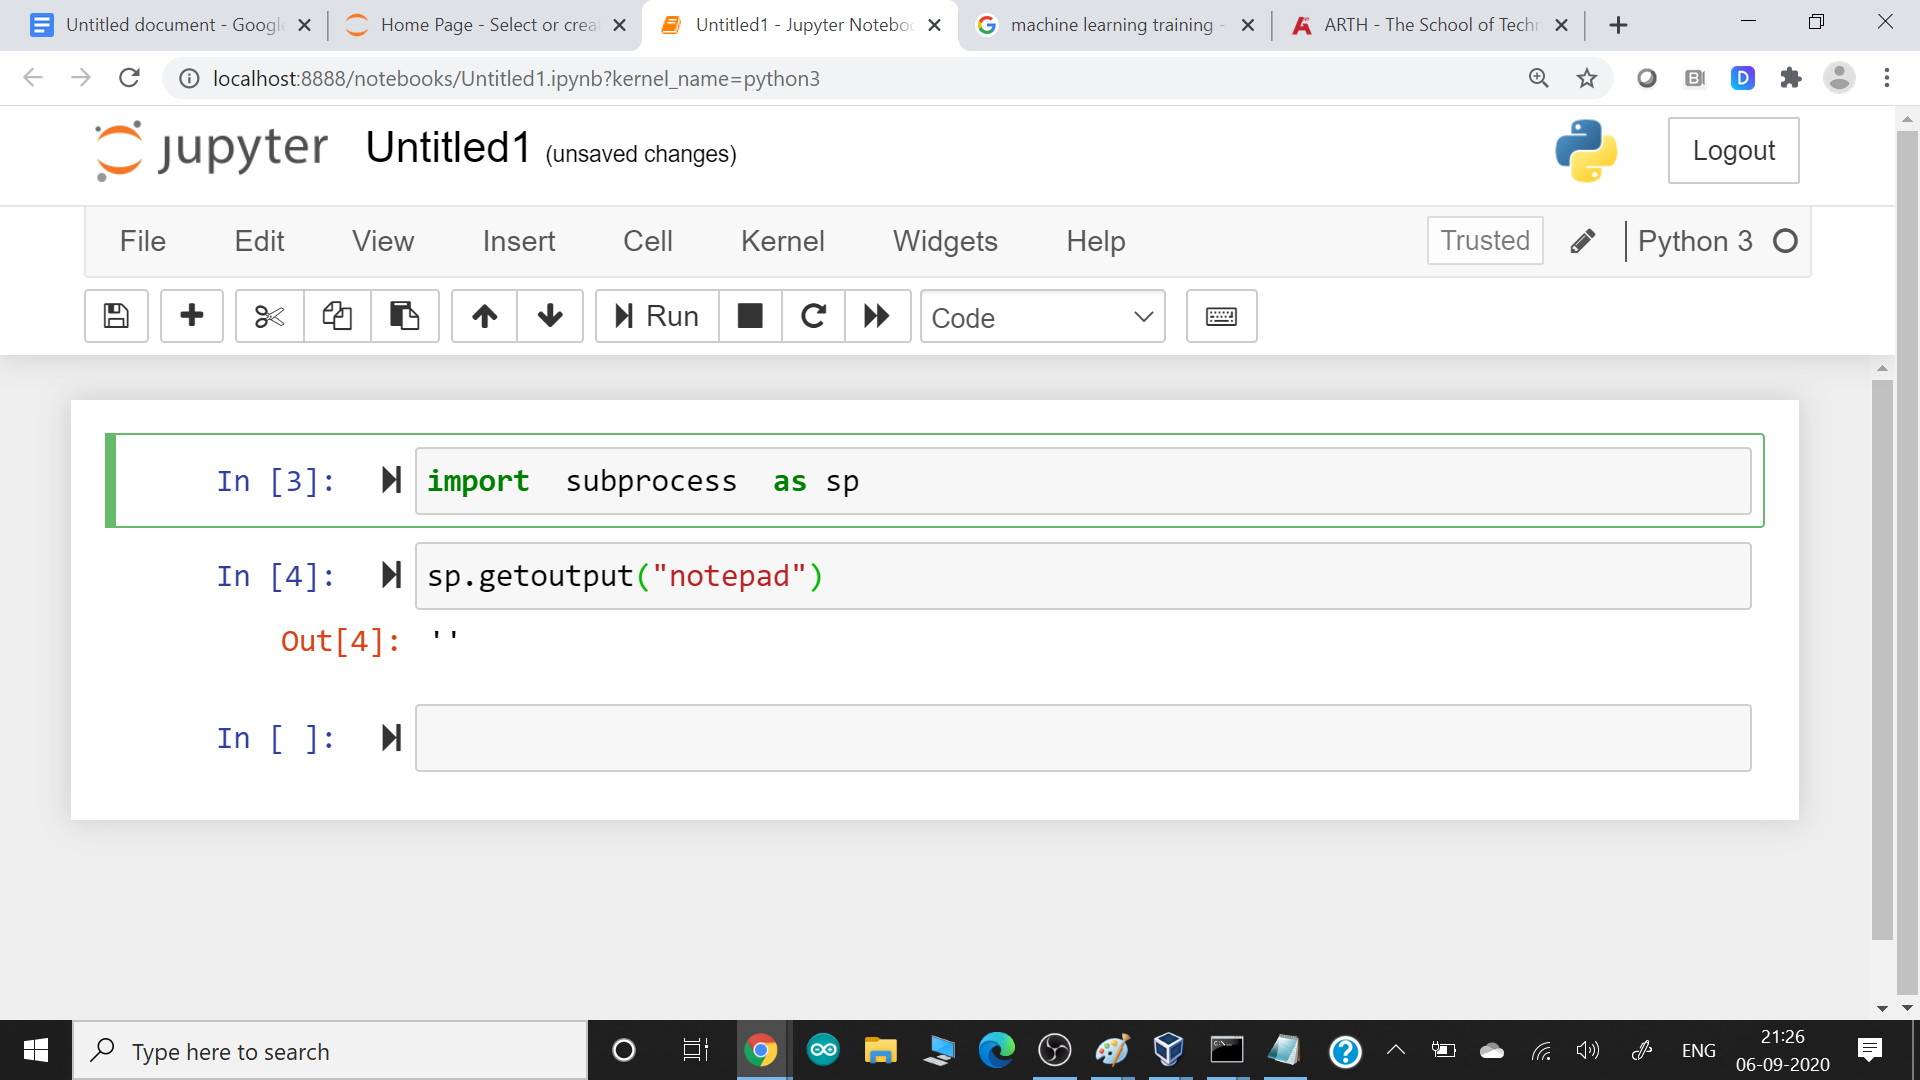 Untitled document - Google
Home Page - Select or crea
Untitled1 - Jupyter Noteboo
machine learning training -
ARTH - The School of Techn
localhost:8888/notebooks/Untitled1.ipynb?kernel_name=python3
jupyter Untitled1 (unsaved changes)
Logout
File Edit View Insert Cell Kernel Widgets Help Trusted Python 3
Run Code
In [3]: import  subprocess  as sp
In [4]: sp.getoutput("notepad")
Out[4]: ''
In [ ]:
Type here to search
ENG
21:26
06-09-2020